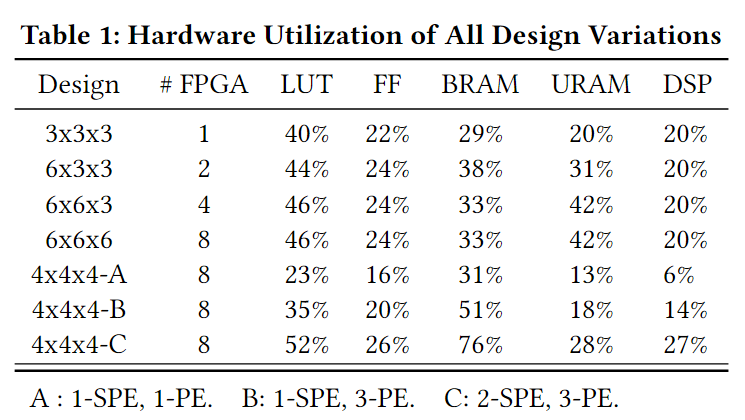 Table 1: Hardware Utilization of All Design Variations
Design # FPGA LUT FF BRAM URAM DSP
3x3x3 1 40% 22% 29% 20% 20%
6x3x3 2 44% 24% 38% 31% 20%
6x6x3 4 46% 24% 33% 42% 20%
6x6x6 8 46% 24% 33% 42% 20%
4x4x4-A 8 23% 16% 31% 13% 6%
4x4x4-B 8 35% 20% 51% 18% 14%
4x4x4-C 8 52% 26% 76% 28% 27%
A : 1-SPE, 1-PE. B: 1-SPE, 3-PE. C: 2-SPE, 3-PE.